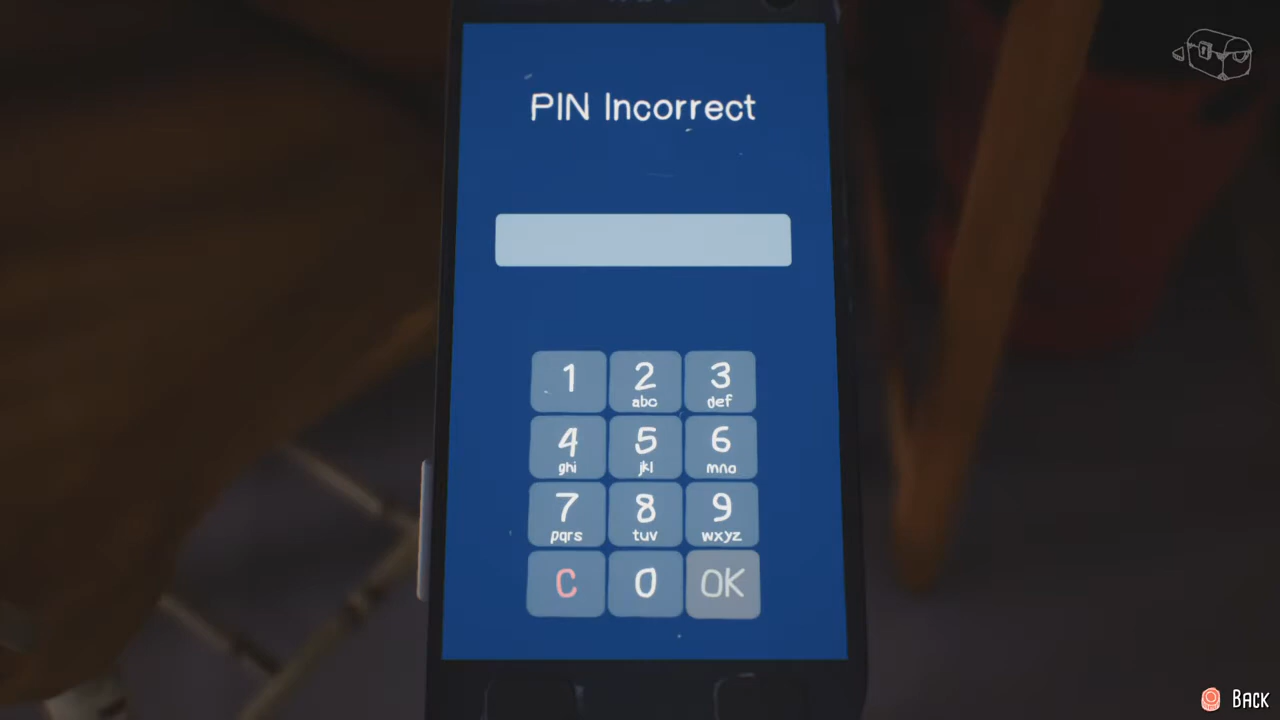 PIN Incorrect
1 2 3
abc def
4 5 6
ghi jkl mno
7 8 9
pqrs tuv wxyz
C 0 OK
Back